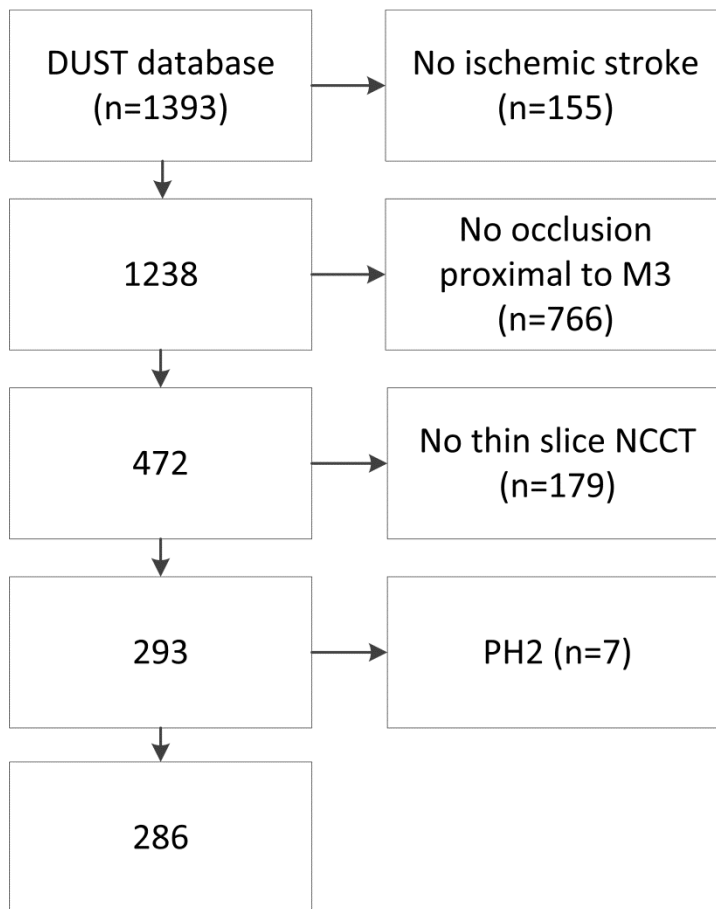 DUST database
(n=1393)
No ischemic stroke
(n=155)
1238
No occlusion
proximal to M3
(n=766)
472
No thin slice NCCT
(n=179)
293
PH2 (n=7)
286